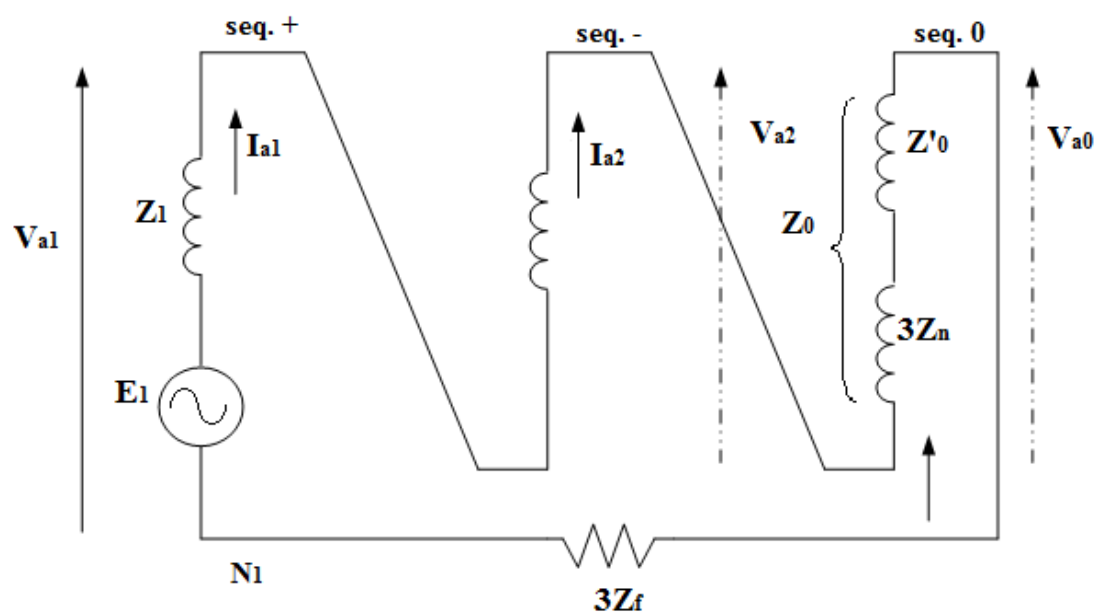 seq. +
seq. -
seq. 0
Va1
Ia1
Z1
E1
N1
Ia2
Va2
Z0
Z'0
3Zn
Va0
3Zf